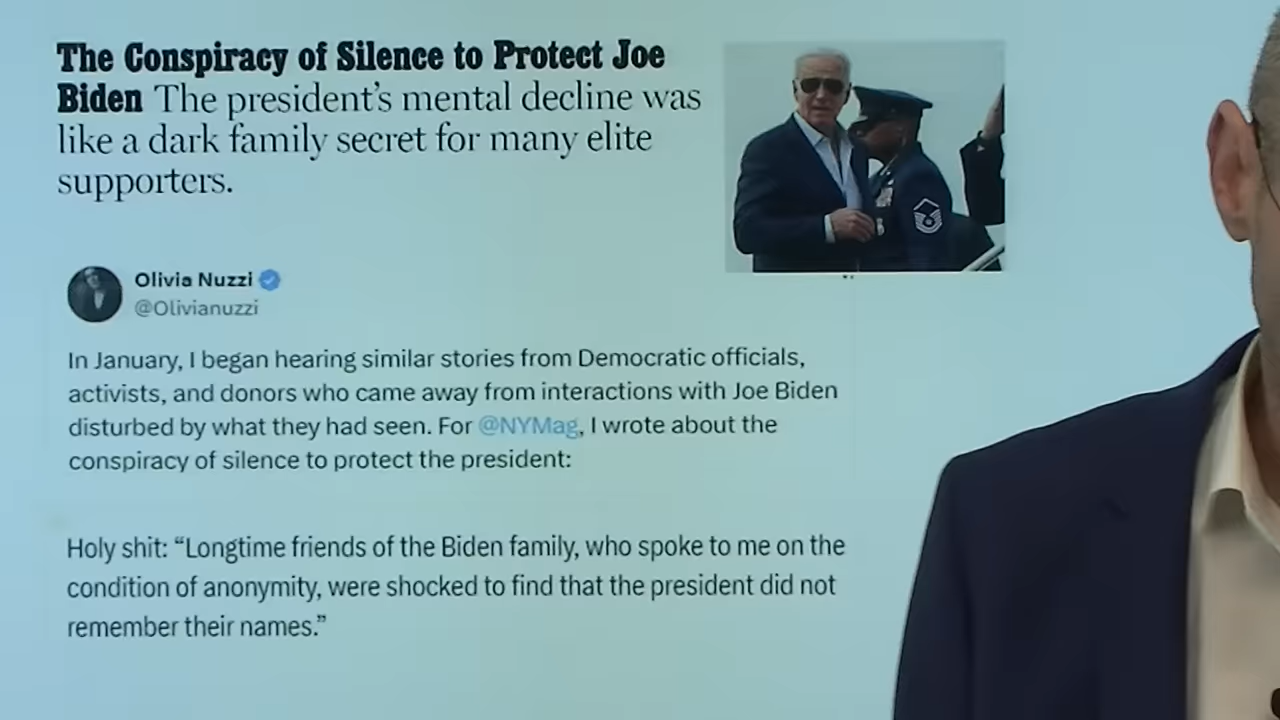 The Conspiracy of Silence to Protect Joe
Biden The president's mental decline was
like a dark family secret for many elite
supporters.
Olivia Nuzzi
@Olivianuzzi
In January, I began hearing similar stories from Democratic officials,
activists, and donors who came away from interactions with Joe Biden
disturbed by what they had seen. For @NYMag, I wrote about the
conspiracy of silence to protect the president:
Holy shit: “Longtime friends of the Biden family, who spoke to me on the
condition of anonymity, were shocked to find that the president did not
remember their names.”